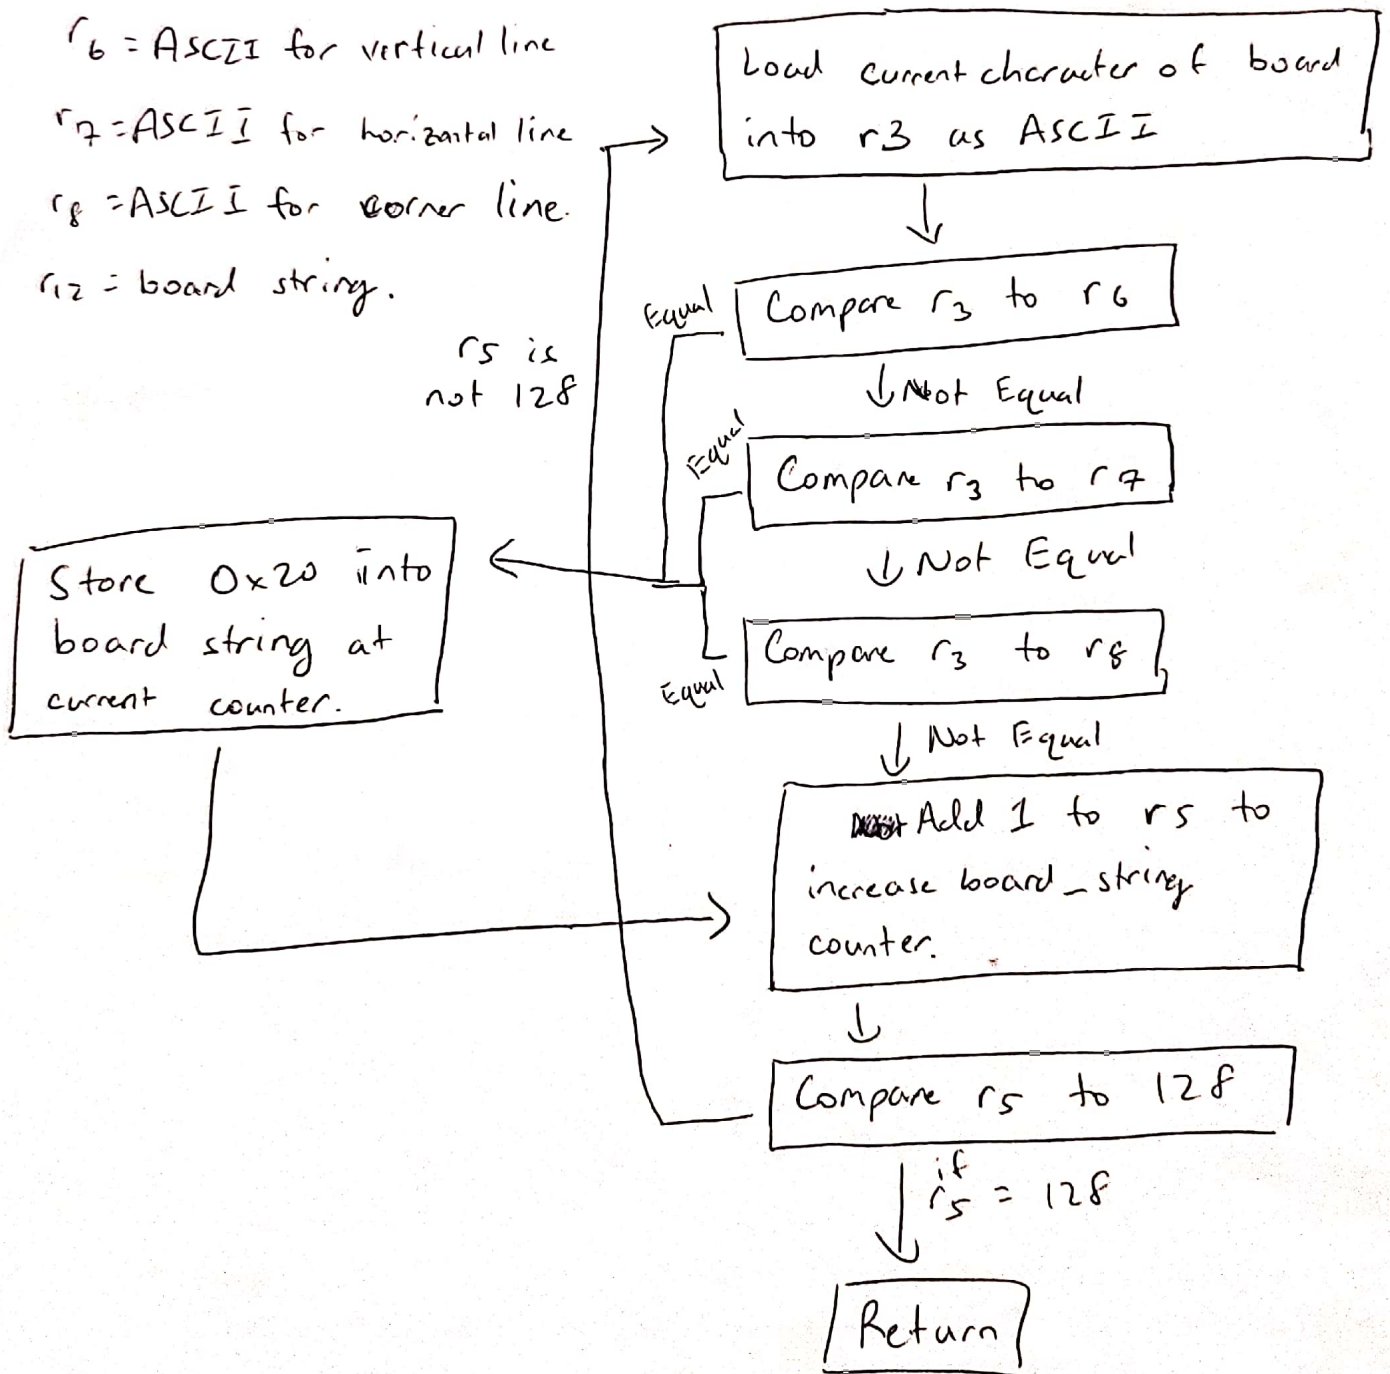 r6 = ASCII for vertical line
r7 = ASCII for horizontal line
r8 = ASCII for corner line.
r12 = board string.
Load current character of board
into r3 as ASCII
Compare r3 to r6
Equal
Not Equal
Compare r3 to r7
Equal
Not Equal
Compare r3 to r8
Equal
Not Equal
rs is
not 128
Store 0x20 into
board string at
current counter.
Add 1 to r5 to
increase board_string
counter.
Compare r5 to 128
if
r5 = 128
Return